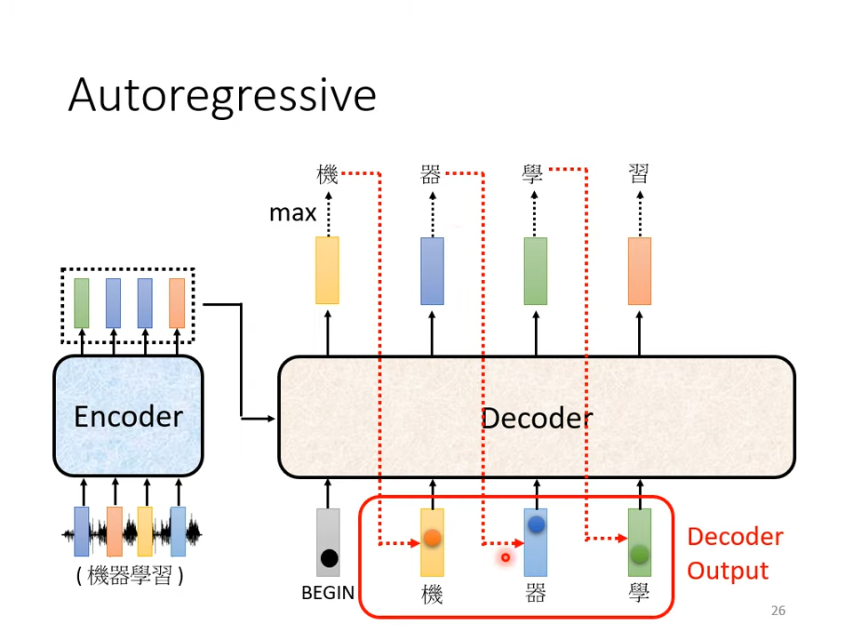 Autoregressive
機 器 學 習
max
Encoder
Decoder
(機器學習)
BEGIN 機 器 學
Decoder
Output
26